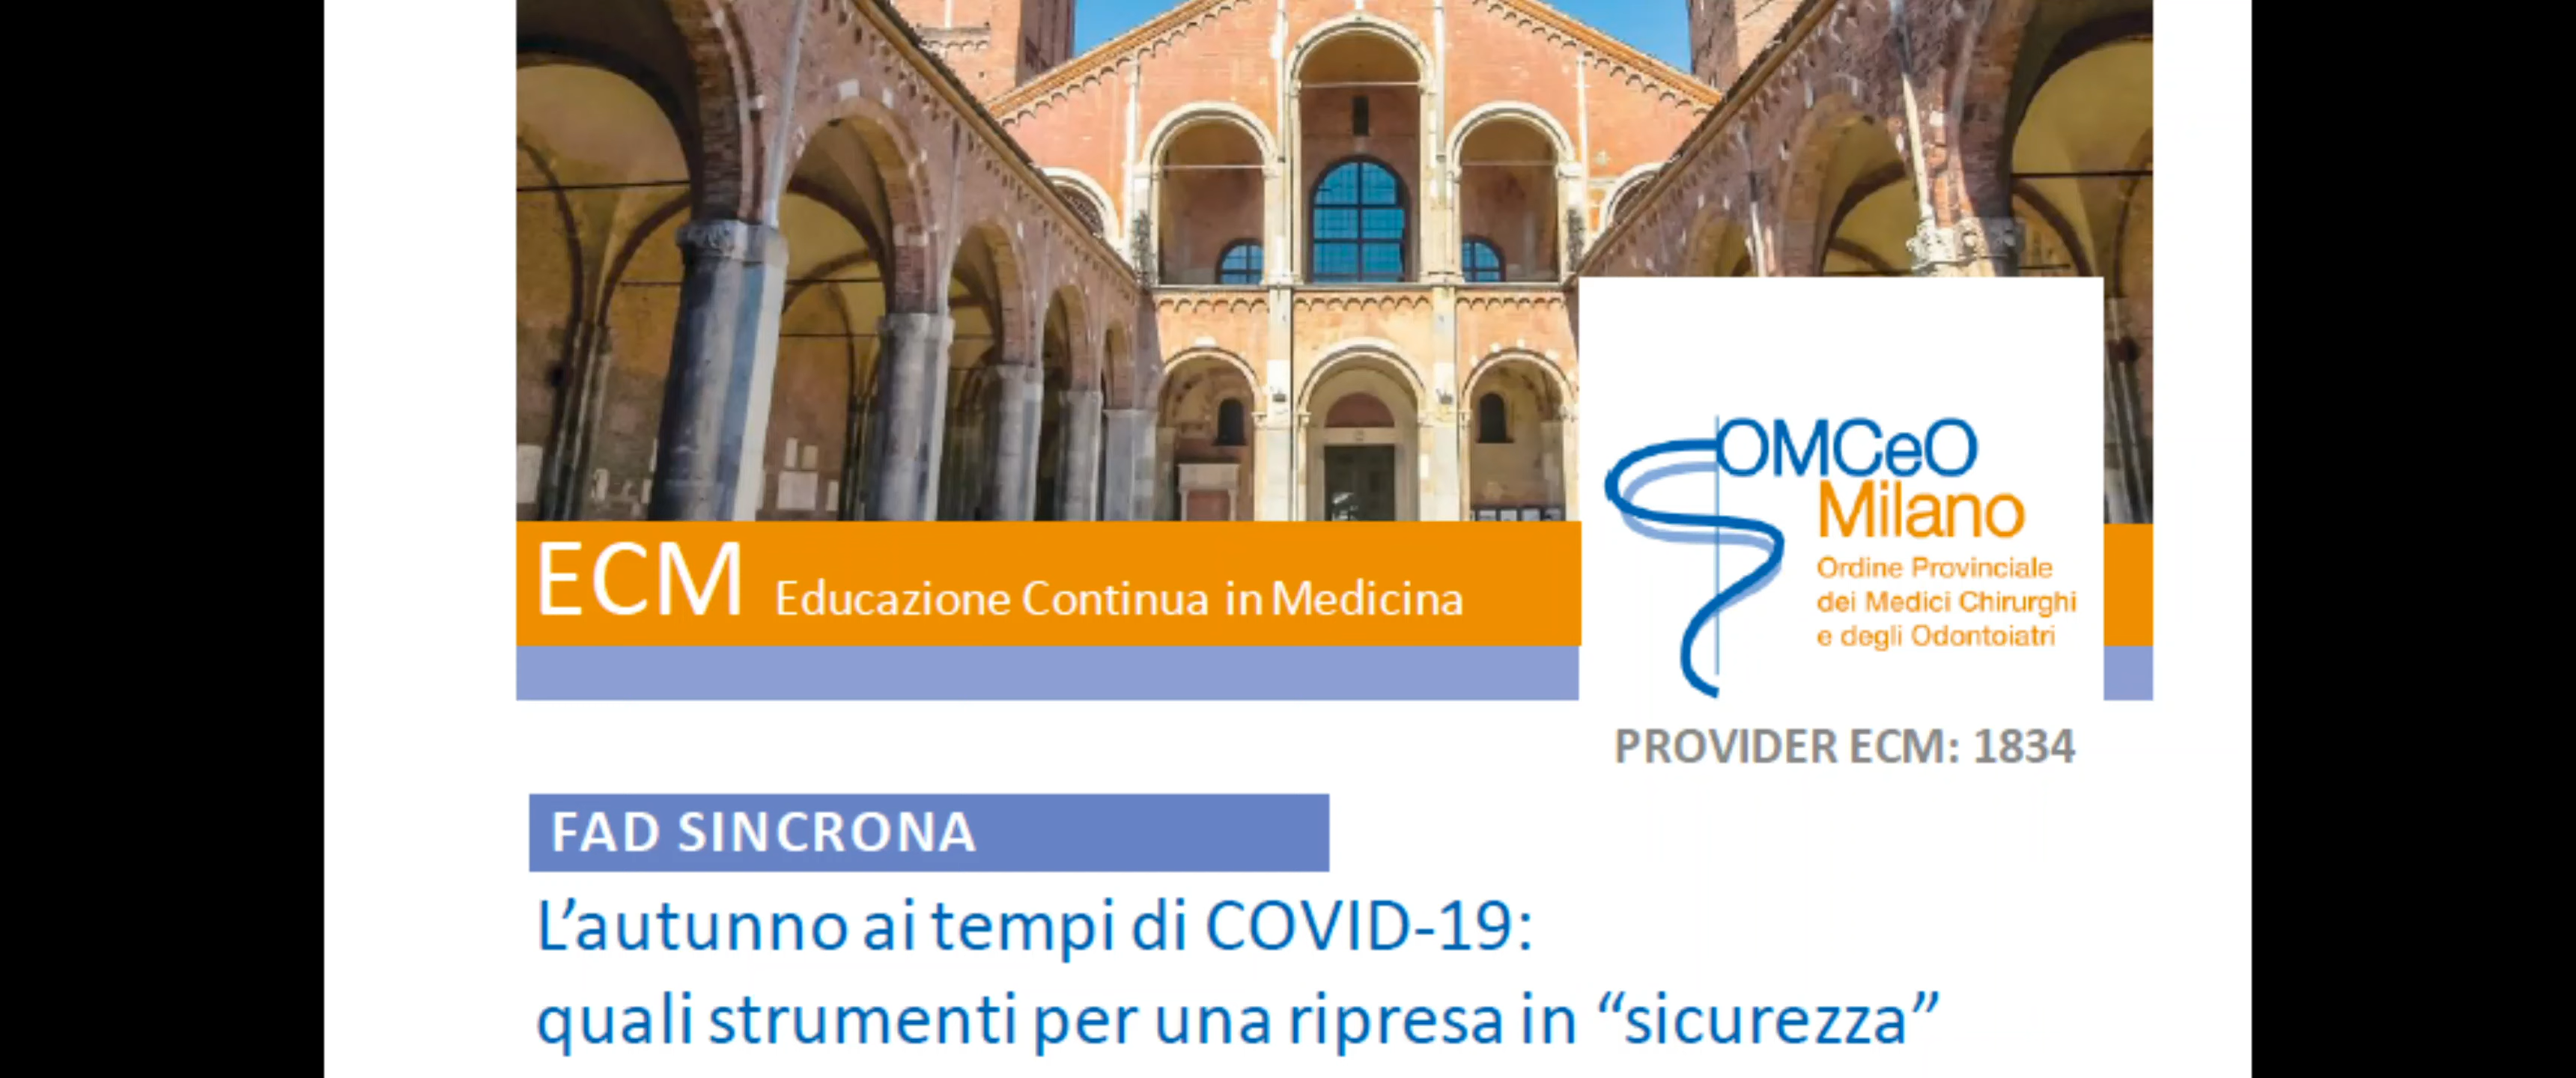 OMCeO
Milano
Ordine Provinciale
dei Medici Chirurghi
e degli Odontoiatri
ECM Educazione Continua in Medicina
PROVIDER ECM: 1834
FAD SINCRONA
L’autunno ai tempi di COVID-19:
quali strumenti per una ripresa in “sicurezza”